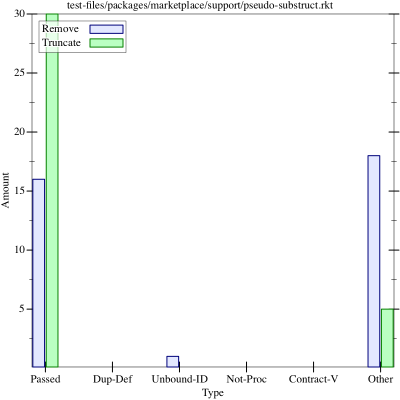 test-files/packages/marketplace/support/pseudo-substruct.rkt
30
Remove
Truncate
25
20
15
10
5
Amount
Passed Dup-Def Unbound-ID Not-Proc Contract-V Other
Type